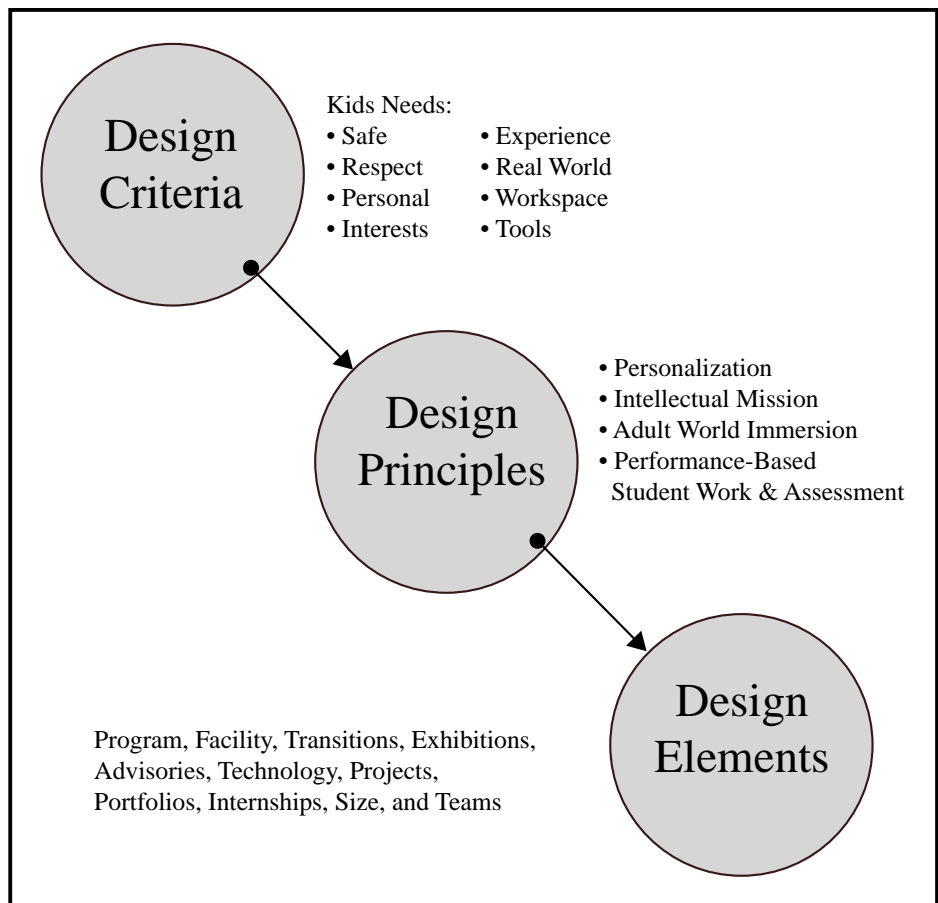 Design
Criteria
Kids Needs:
• Safe
• Respect
• Personal
• Interests
• Experience
• Real World
• Workspace
• Tools
Design
Principles
• Personalization
• Intellectual Mission
• Adult World Immersion
• Performance-Based
Student Work & Assessment
Design
Elements
Program, Facility, Transitions, Exhibitions,
Advisories, Technology, Projects,
Portfolios, Internships, Size, and Teams